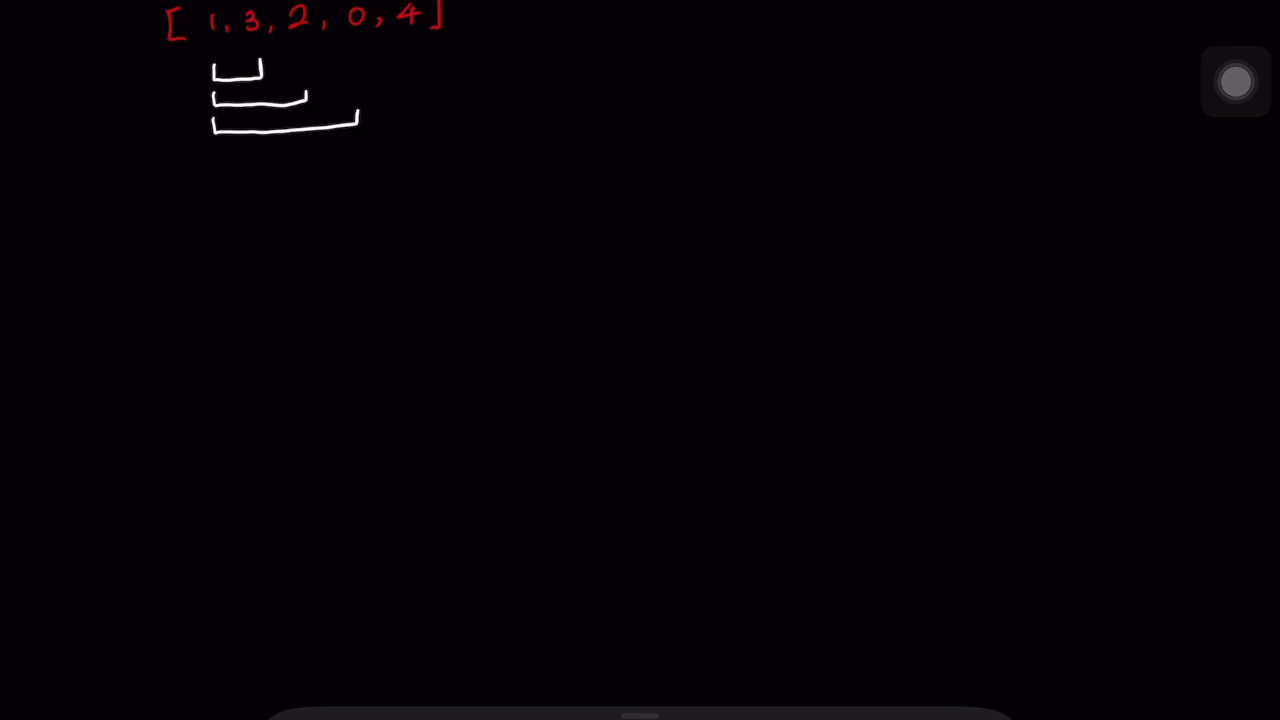 [ 1, 3, 2, 0, 4 ]